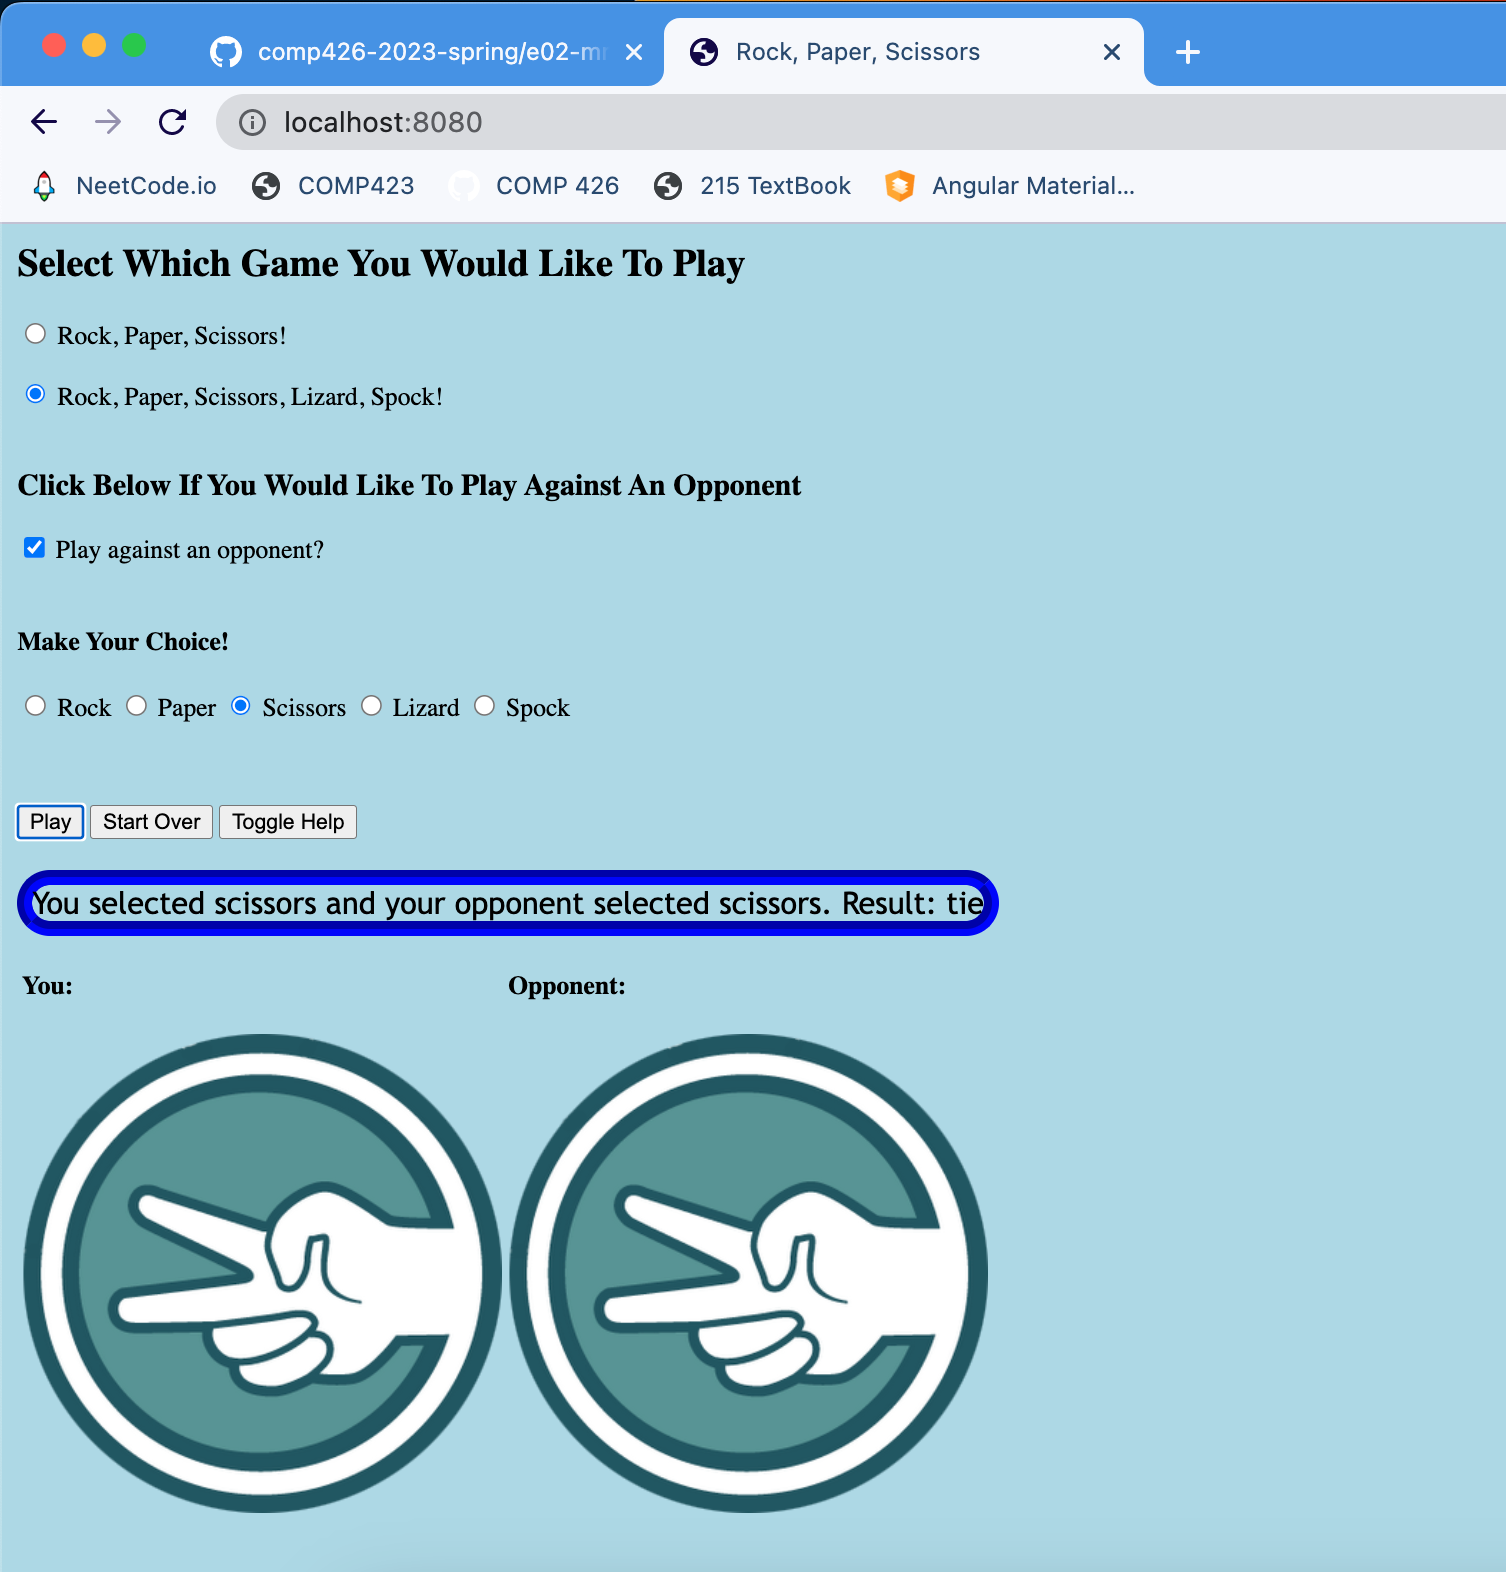 comp426-2023-spring/e02-m
Rock, Paper, Scissors
localhost:8080
NeetCode.io COMP423 COMP 426 215 TextBook Angular Material...
Select Which Game You Would Like To Play
Rock, Paper, Scissors!
Rock, Paper, Scissors, Lizard, Spock!
Click Below If You Would Like To Play Against An Opponent
Play against an opponent?
Make Your Choice!
Rock Paper Scissors Lizard Spock
Play Start Over Toggle Help
You selected scissors and your opponent selected scissors. Result: tie
You: Opponent: